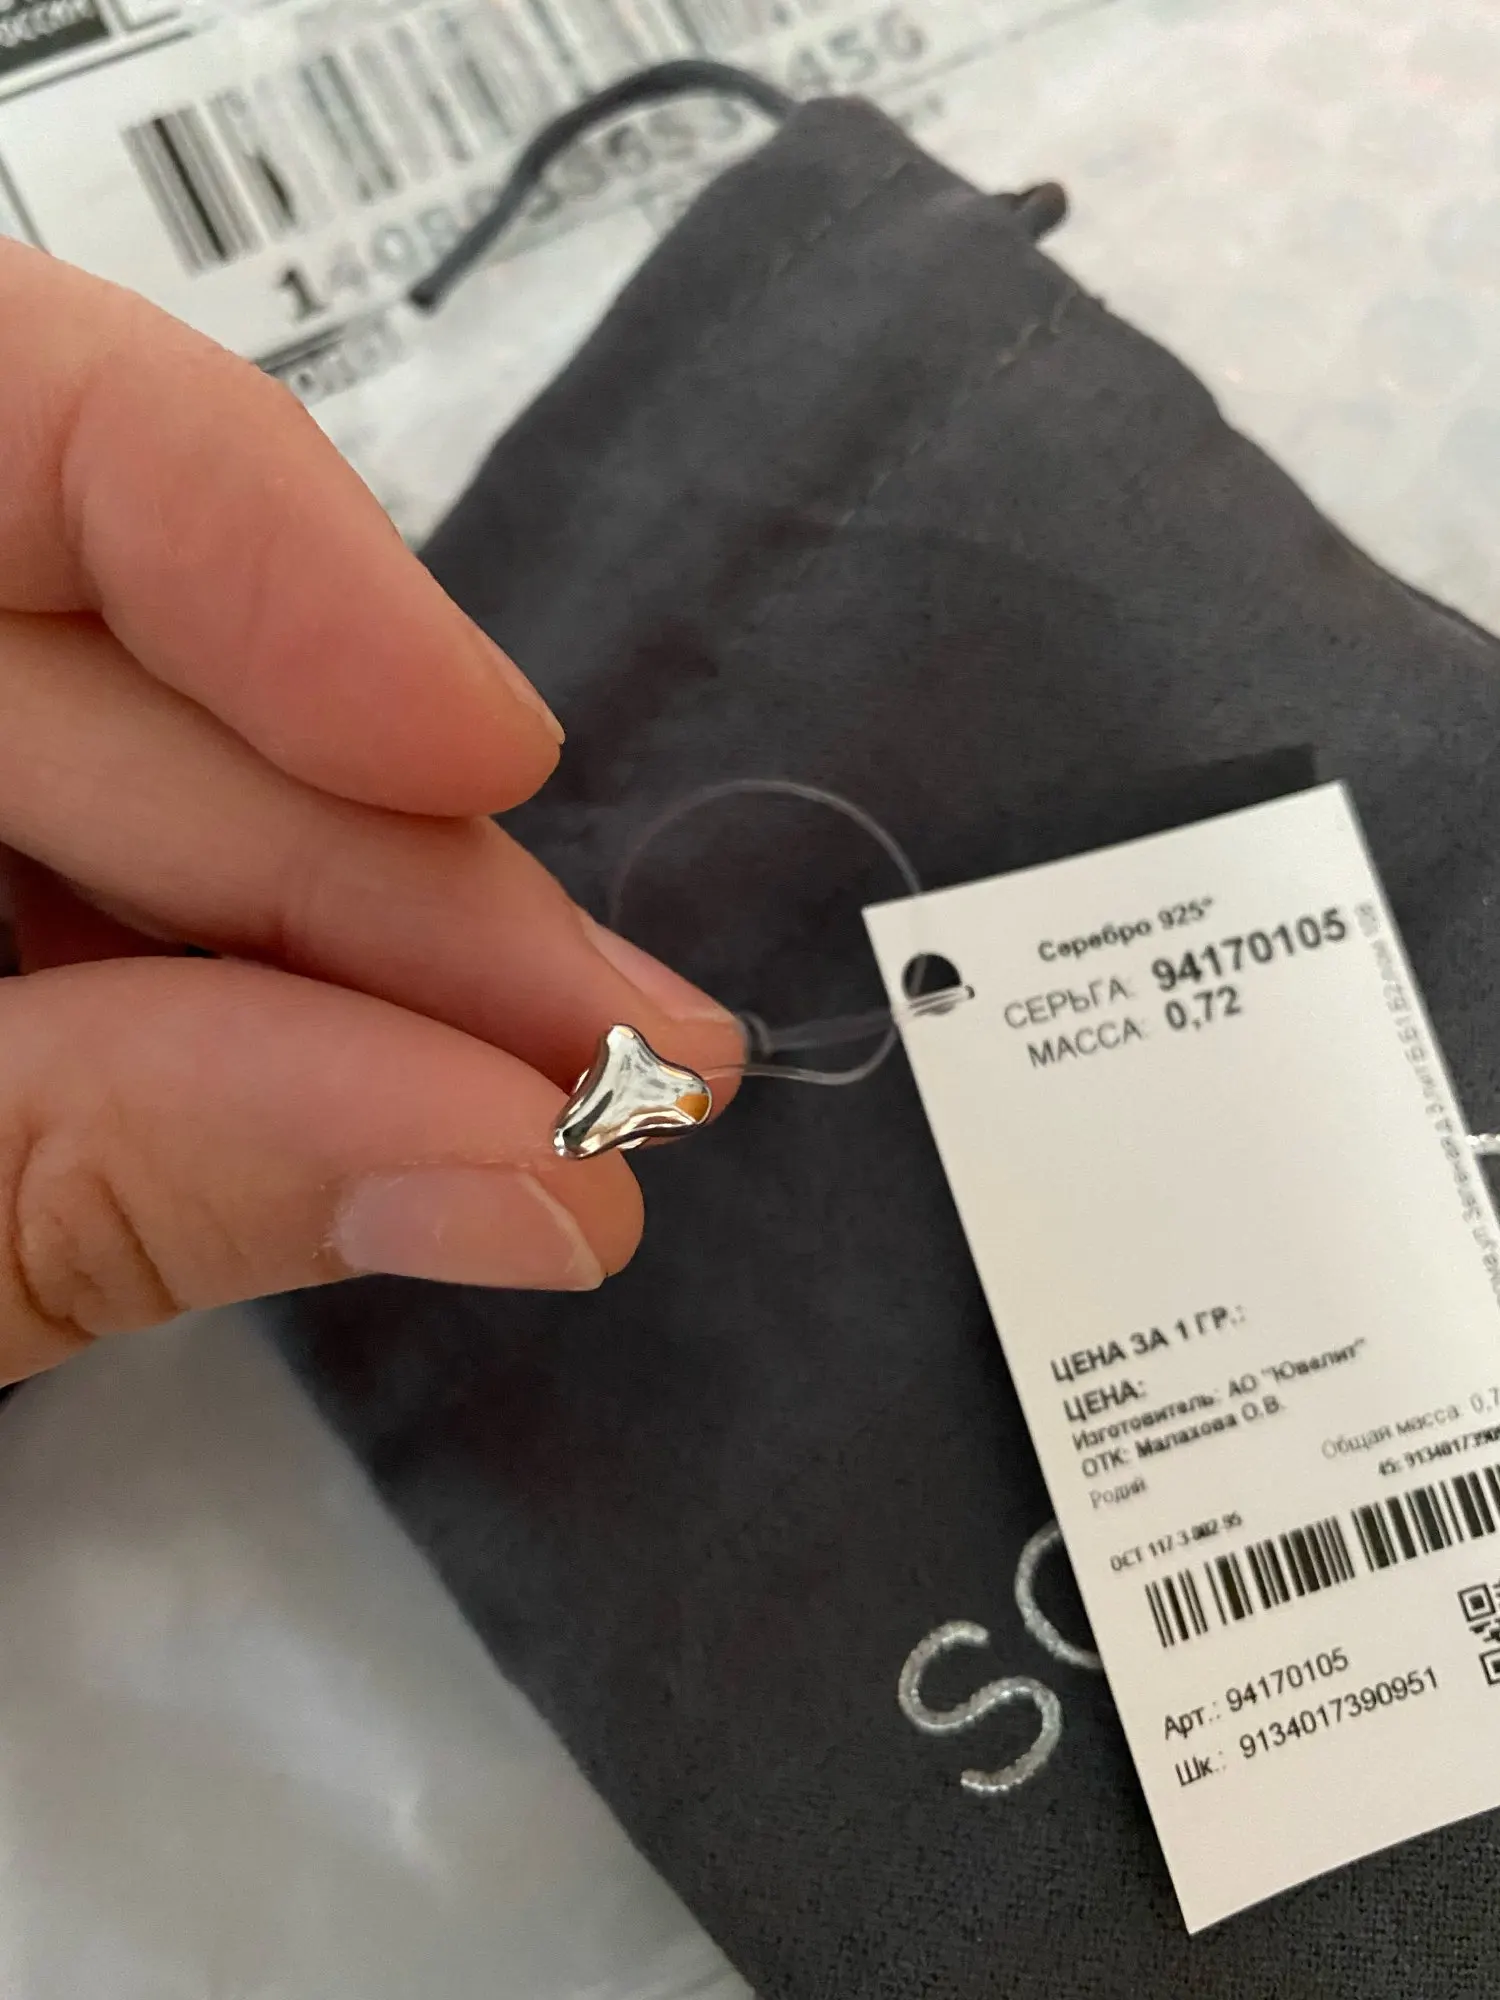 РОССИИ
Серебро 925°
СЕРЬГА: 94170105
МАССА: 0,72
ЦЕНА ЗА 1 ГР.:
ЦЕНА:
Изготовитель: АО "Ювелит"
ОТК: Малахова О.В.
Общая масса: 0,7
Родий
ОСТ 117-3-002-95
Арт.: 94170105
Шк.: 9134017390951
SO